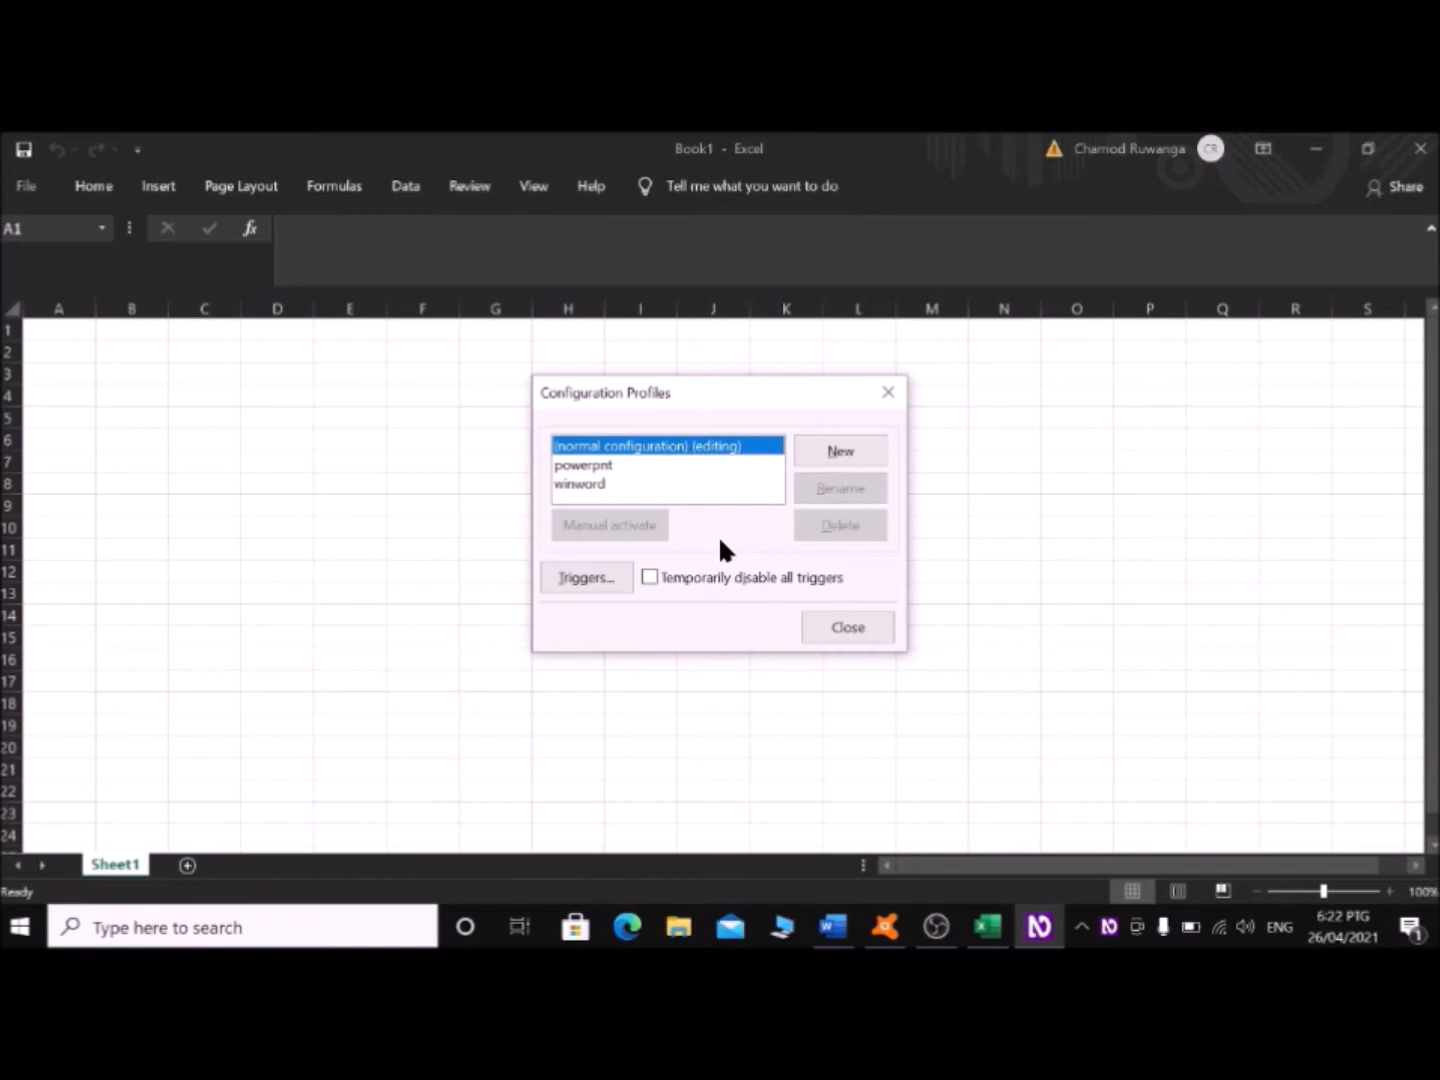 Book1 - Excel
Chamod Ruwanga CR
File Home Insert Page Layout Formulas Data Review View Help Tell me what you want to do Share
A1 fx
A B C D E F G H I J K L M N O P Q R S
1
2
3
4
5
6
7
8
9
10
11
12
13
14
15
16
17
18
19
20
21
22
23
24
Configuration Profiles
(normal configuration) (editing)
powerpnt
winword
New
Rename
Manual activate
Delete
Triggers...
Temporarily disable all triggers
Close
Sheet1
Ready
100%
Type here to search
ENG
6:22 PTG
26/04/2021
1